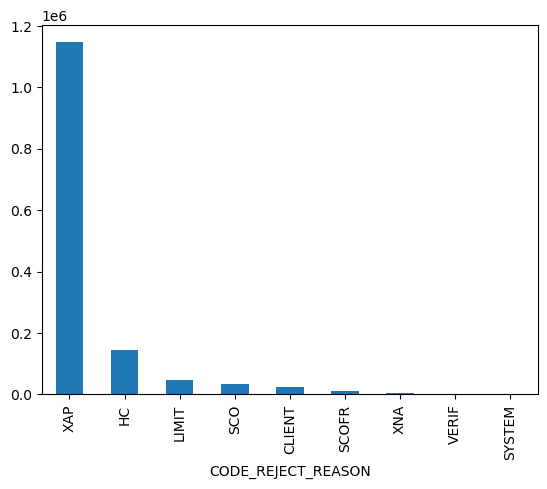 1e6
1.2
1.0
0.8
0.6
0.4
0.2
0.0
XAP
HC
LIMIT
SCO
CLIENT
SCOFR
XNA
VERIF
SYSTEM
CODE_REJECT_REASON